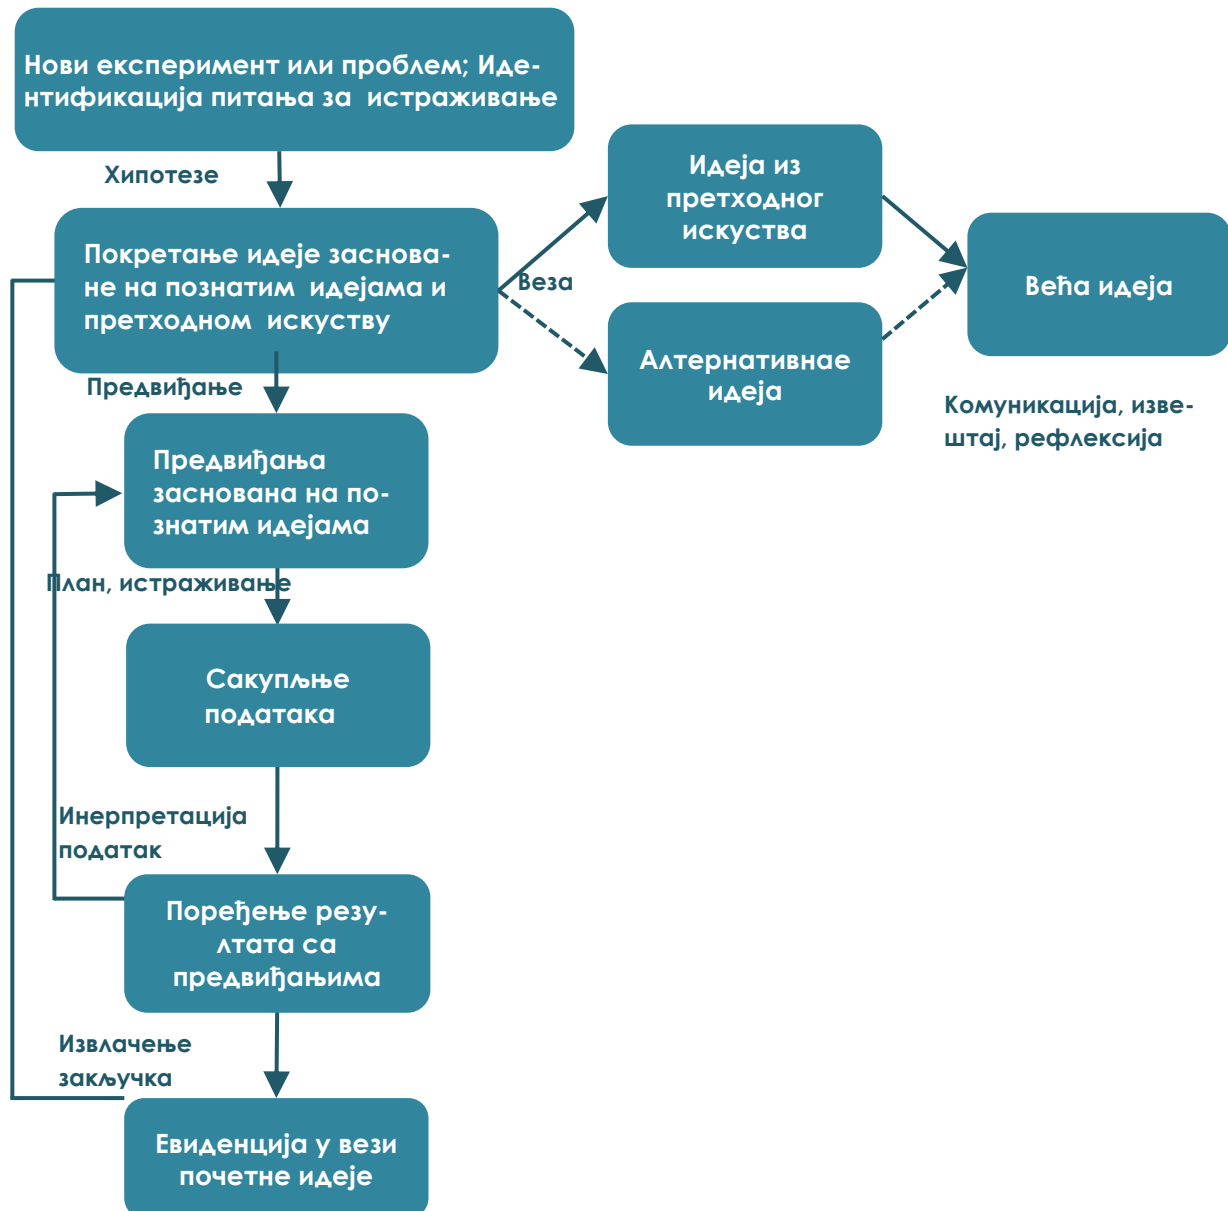 Нови експеримент или проблем; Иде-
нтификација питања за истраживање
Хипотезе
Покретање идеје заснова-
не на познатим идејама и
претходном искуству
Веза
Идеја из
претходног
искуства
Алтернативнае
идеја
Већа идеја
Комуникација, изве-
штај, рефлексија
Предвиђање
Предвиђања
заснована на по-
знатим идејама
План, истраживање
Сакупљње
података
Инерпретација
податак
Поређење резу-
лтата са
предвиђањима
Извлачење
закључка
Евиденција у вези
почетне идеје